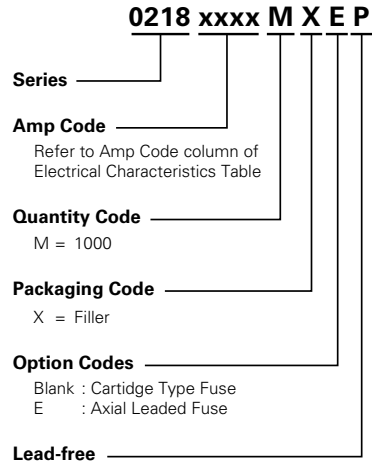 0218 xxxx M X E P
Series
Amp Code
Refer to Amp Code column of
Electrical Characteristics Table
Quantity Code
M = 1000
Packaging Code
X = Filler
Option Codes
Blank : Cartidge Type Fuse
E : Axial Leaded Fuse
Lead-free